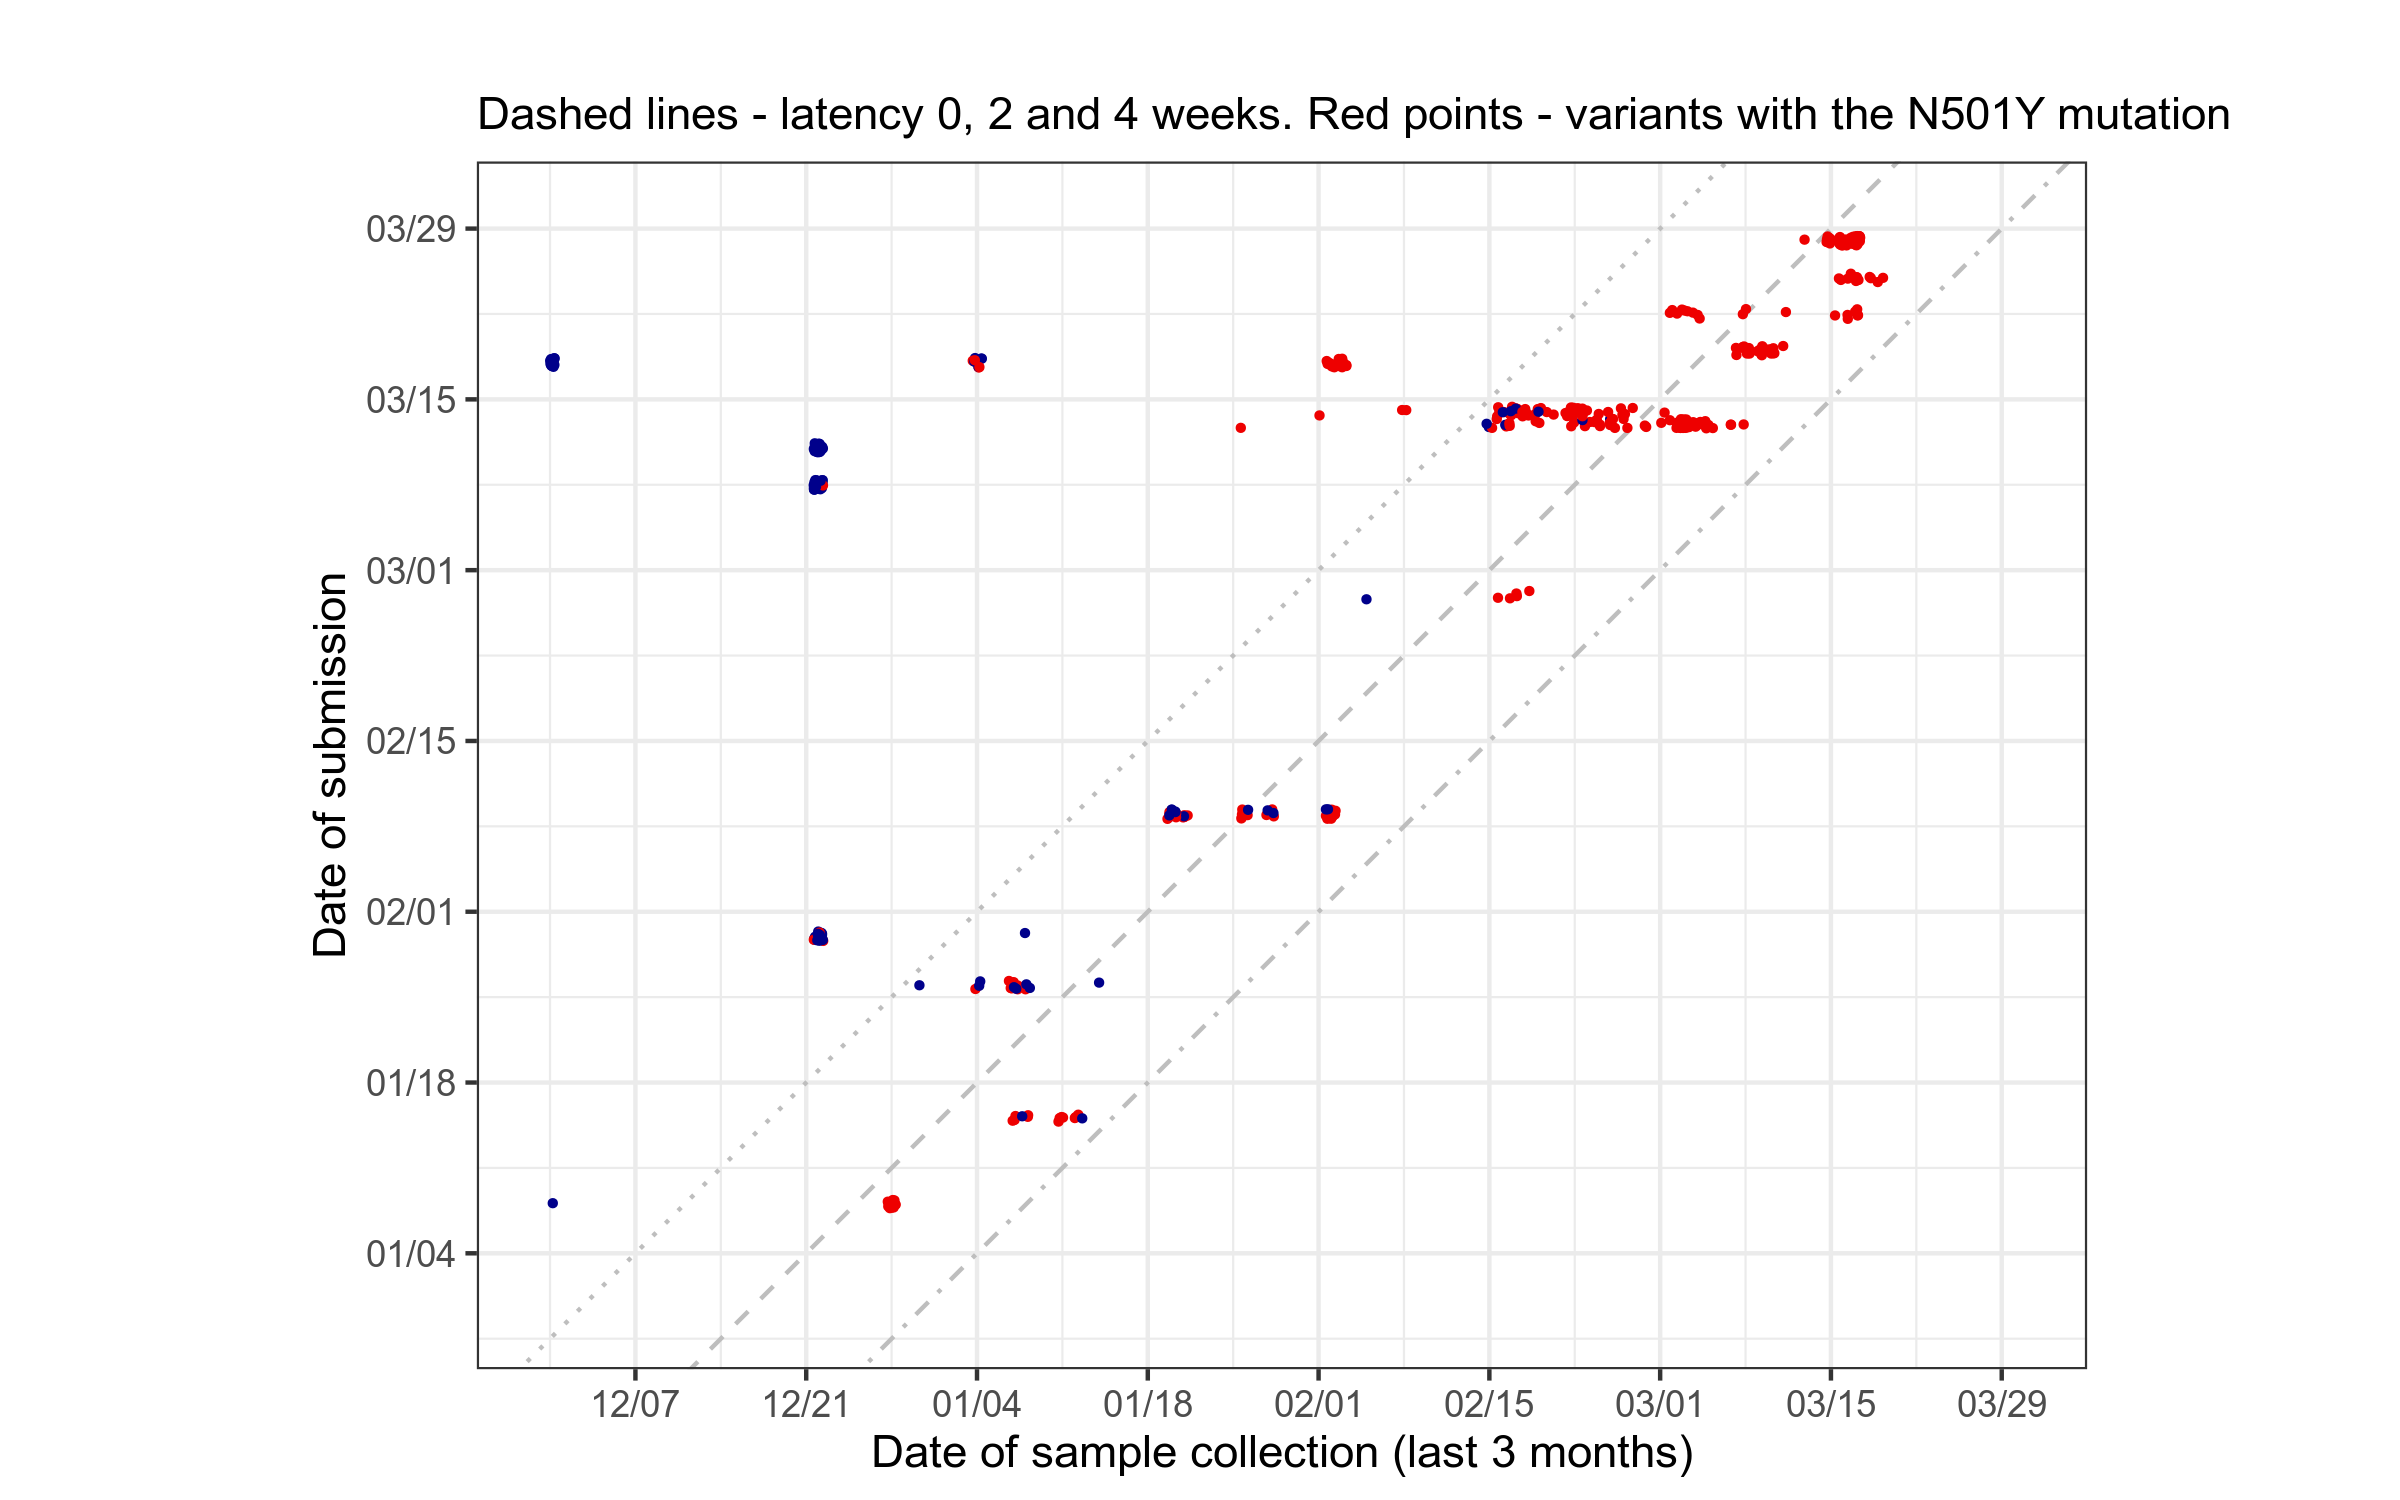 Dashed lines - latency 0, 2 and 4 weeks. Red points - variants with the N501Y mutation
Date of submission
03/29
03/15
03/01
02/15
02/01
01/18
01/04
12/07 12/21 01/04 01/18 02/01 02/15 03/01 03/15 03/29
Date of sample collection (last 3 months)